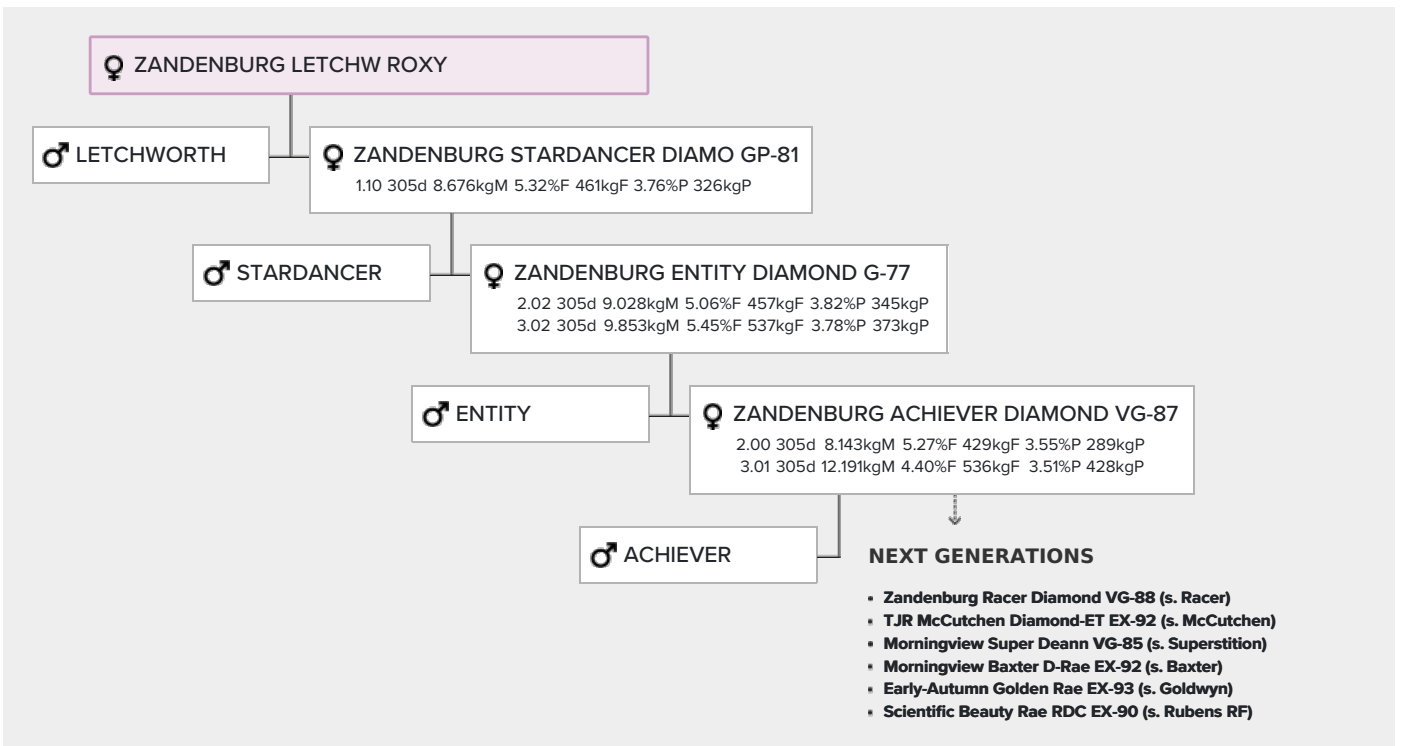 ZANDENBURG LETCHW ROXY
LETCHWORTH
ZANDENBURG STARDANCER DIAMO GP-81
1.10 305d 8.676kgM 5.32%F 461kgF 3.76%P 326kgP
STARDANCER
ZANDENBURG ENTITY DIAMOND G-77
2.02 305d 9.028kgM 5.06%F 457kgF 3.82%P 345kgP
3.02 305d 9.853kgM 5.45%F 537kgF 3.78%P 373kgP
ENTITY
ZANDENBURG ACHIEVER DIAMOND VG-87
2.00 305d 8.143kgM 5.27%F 429kgF 3.55%P 289kgP
3.01 305d 12.191kgM 4.40%F 536kgF 3.51%P 428kgP
ACHIEVER
NEXT GENERATIONS
• Zandenburg Racer Diamond VG-88 (s. Racer)
• TJR McCutchen Diamond-ET EX-92 (s. McCutchen)
• Morningview Super Deann VG-85 (s. Superstition)
• Morningview Baxter D-Rae EX-92 (s. Baxter)
• Early-Autumn Golden Rae EX-93 (s. Goldwyn)
• Scientific Beauty Rae RDC EX-90 (s. Rubens RF)